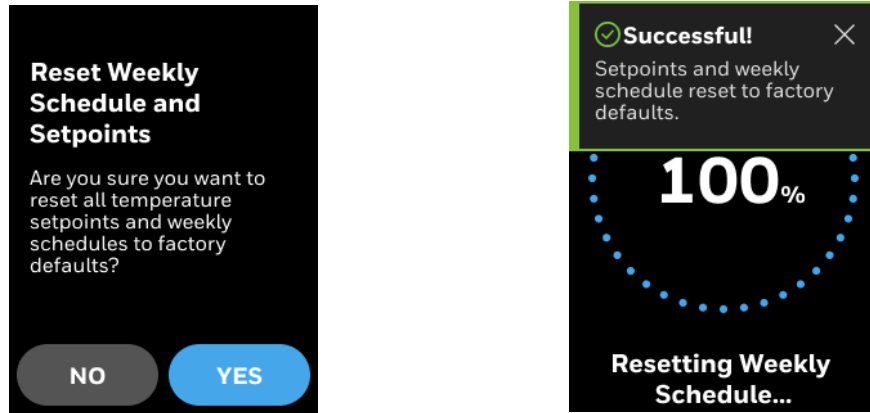 Reset Weekly
Schedule and
Setpoints
Are you sure you want to
reset all temperature
setpoints and weekly
schedules to factory
defaults?
NO
YES
Successful!
Setpoints and weekly
schedule reset to factory
defaults.
100%
Resetting Weekly
Schedule...